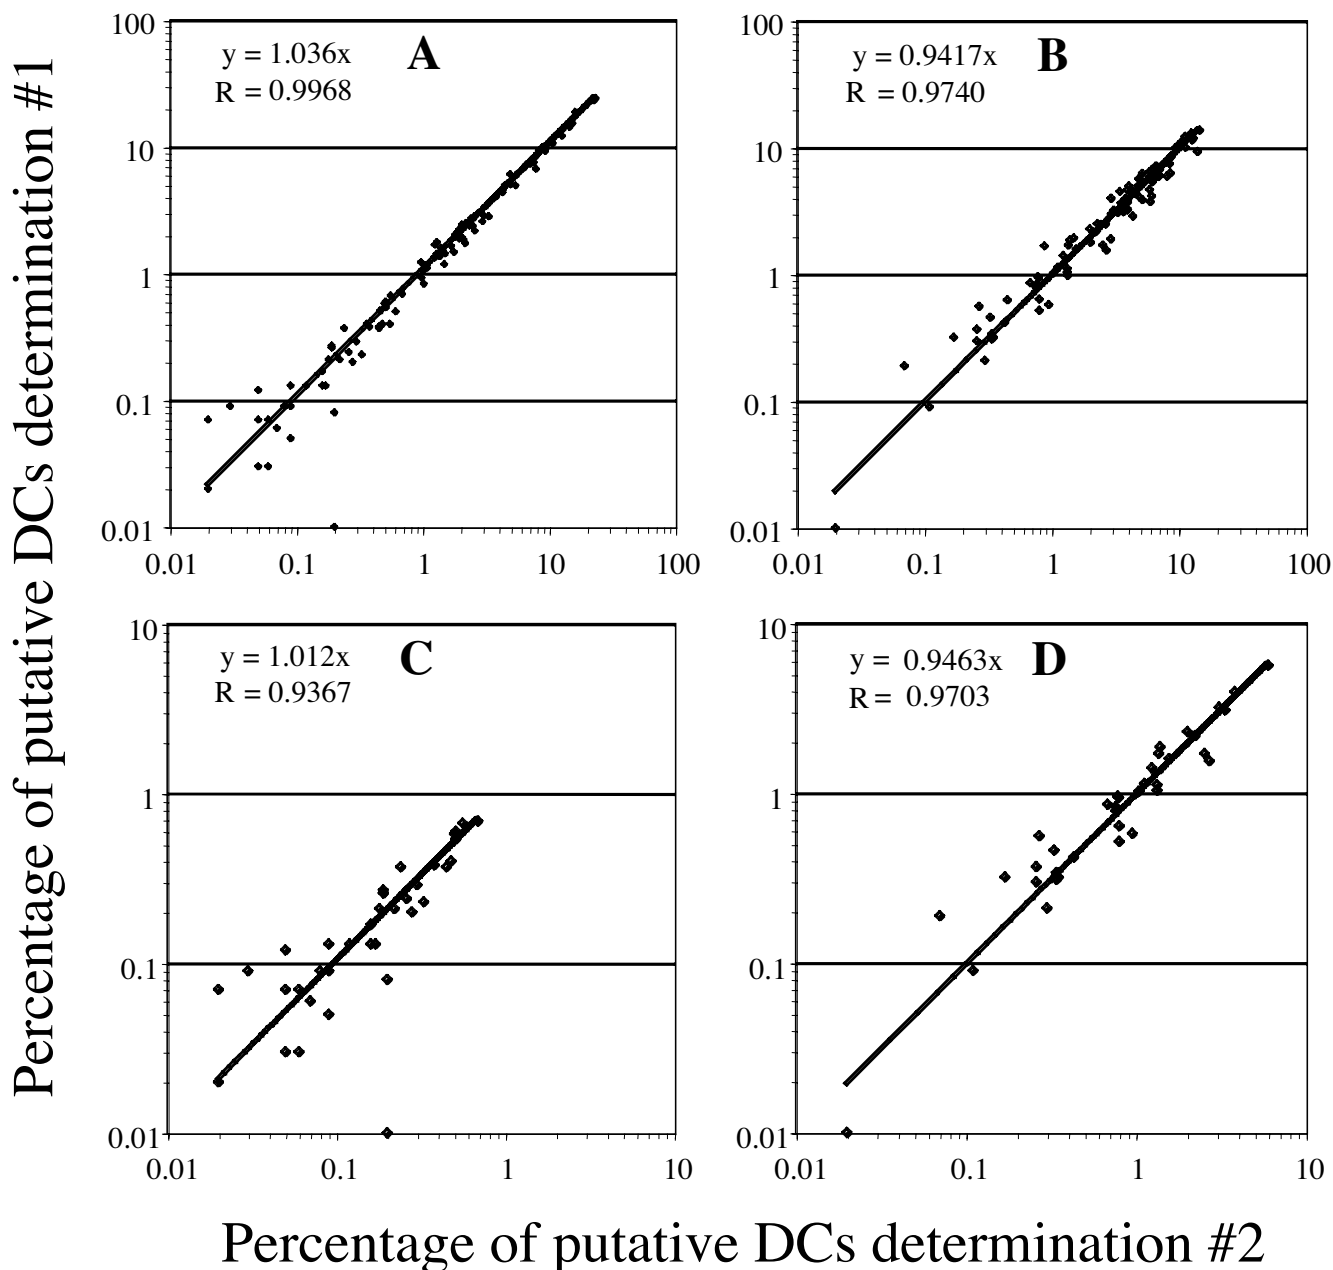 Percentage of putative DCs determination #1
y = 1.036x
R = 0.9968
A
100
10
1
0.1
0.01
0.01 0.1 1 10 100
y = 0.9417x
R = 0.9740
B
100
10
1
0.1
0.01
0.01 0.1 1 10 100
y = 1.012x
R = 0.9367
C
10
1
0.1
0.01
0.01 0.1 1 10
y = 0.9463x
R = 0.9703
D
10
1
0.1
0.01
0.01 0.1 1 10
Percentage of putative DCs determination #2